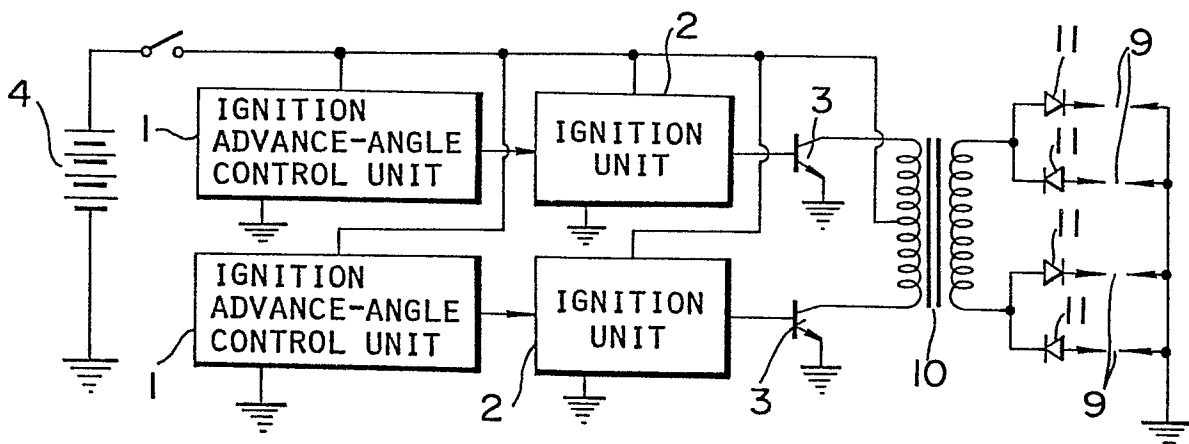 2
11
9
4
1
IGNITION
ADVANCE-ANGLE
CONTROL UNIT
IGNITION
UNIT
3
11
11
1
IGNITION
ADVANCE-ANGLE
CONTROL UNIT
2
IGNITION
UNIT
3
10
11
9